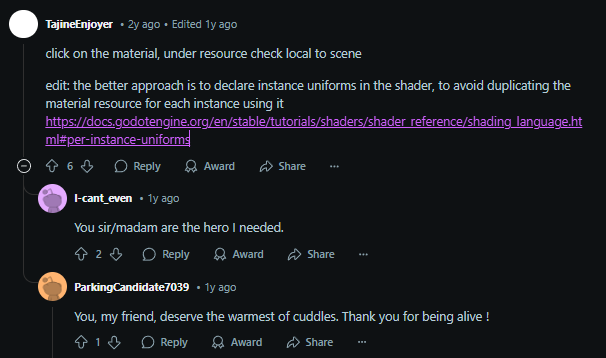 TajineEnjoyer • 2y ago • Edited 1y ago
click on the material, under resource check local to scene
edit: the better approach is to declare instance uniforms in the shader, to avoid duplicating the
material resource for each instance using it
https://docs.godotengine.org/en/stable/tutorials/shaders/shader_reference/shading_language.ht
ml#per-instance-uniforms
6 Reply Award Share ...
I-cant_even • 1y ago
You sir/madam are the hero I needed.
2 Reply Award Share ...
ParkingCandidate7039 • 1y ago
You, my friend, deserve the warmest of cuddles. Thank you for being alive !
1 Reply Award Share ...